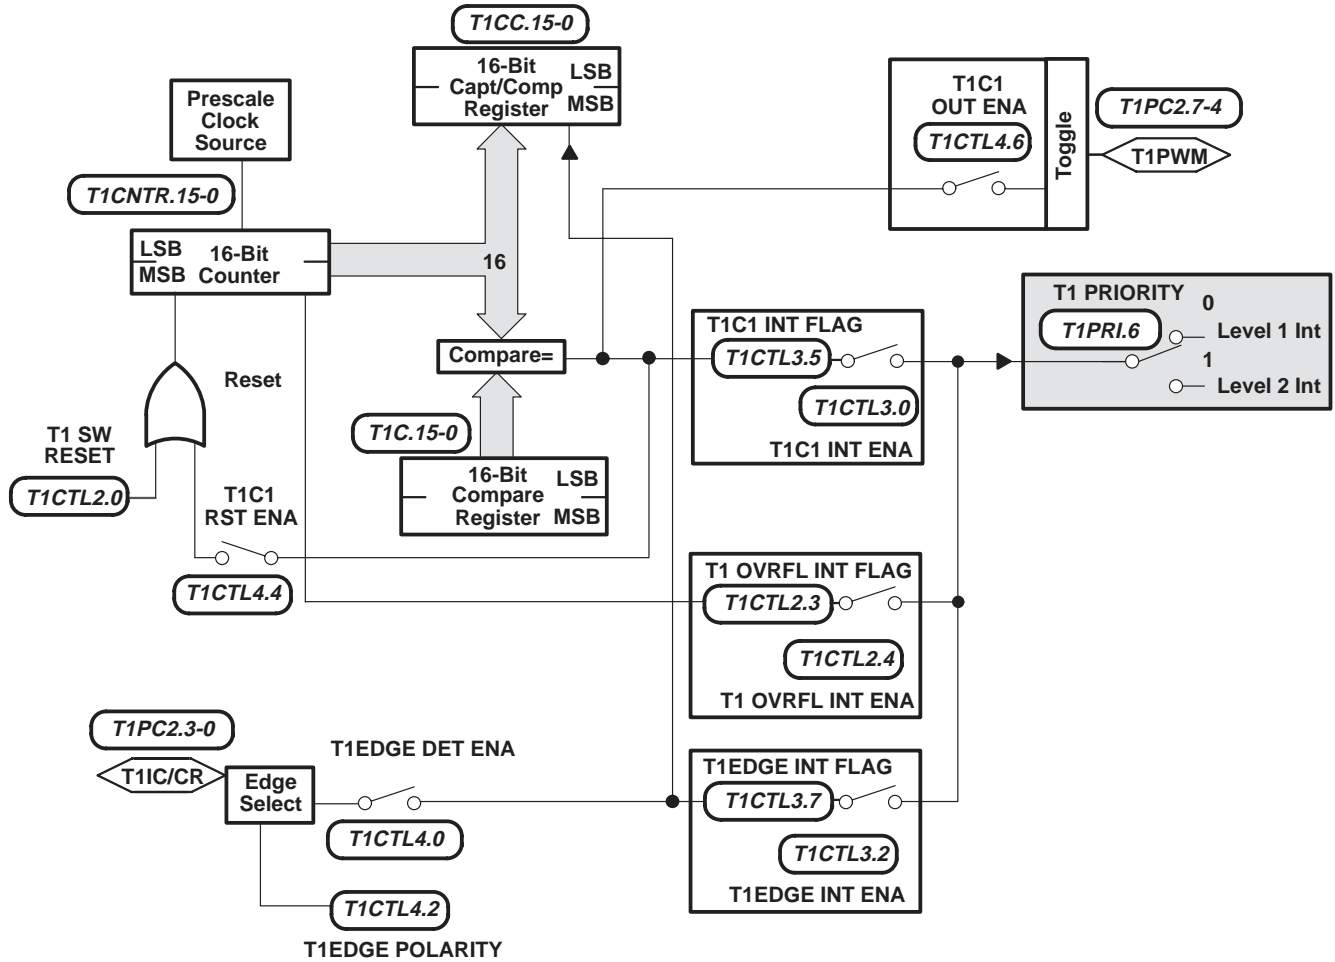 T1CC.15-0
16-Bit
Capt/Comp
Register
LSB
MSB
Prescale
Clock
Source
T1CNTR.15-0
LSB
MSB
16-Bit
Counter
16
T1C1
OUT ENA
T1CTL4.6
Toggle
T1PC2.7-4
T1PWM
T1 PRIORITY
T1PRI.6
0
Level 1 Int
1
Level 2 Int
T1C1 INT FLAG
T1CTL3.5
T1CTL3.0
T1C1 INT ENA
Compare=
Reset
T1C.15-0
16-Bit
Compare
Register
LSB
MSB
T1 SW
RESET
T1CTL2.0
T1C1
RST ENA
T1CTL4.4
T1 OVRFL INT FLAG
T1CTL2.3
T1CTL2.4
T1 OVRFL INT ENA
T1PC2.3-0
T1IC/CR
Edge
Select
T1EDGE DET ENA
T1CTL4.0
T1CTL4.2
T1EDGE POLARITY
T1EDGE INT FLAG
T1CTL3.7
T1CTL3.2
T1EDGE INT ENA